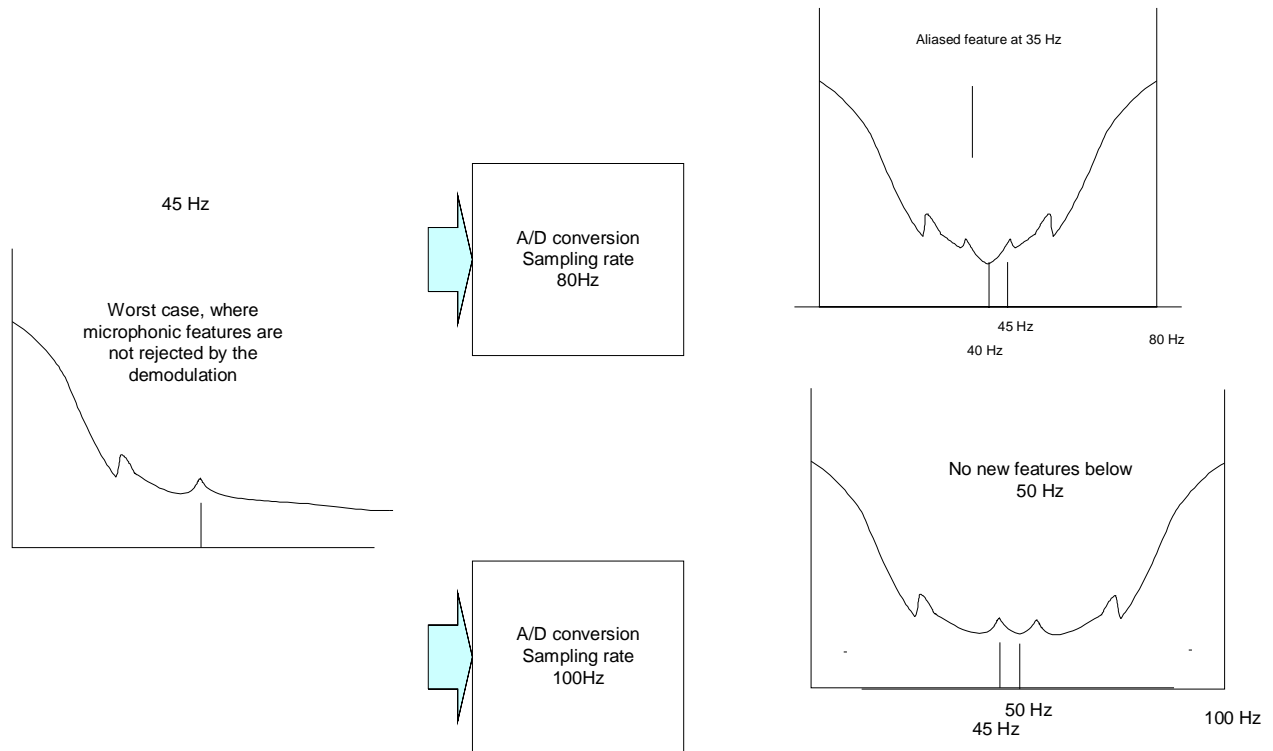 45 Hz
Worst case, where
microphonic features are
not rejected by the
demodulation
A/D conversion
Sampling rate
80Hz
Aliased feature at 35 Hz
45 Hz
40 Hz
80 Hz
A/D conversion
Sampling rate
100Hz
No new features below
50 Hz
50 Hz
45 Hz
100 Hz